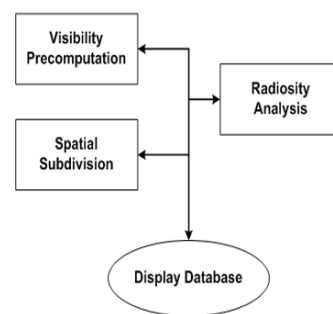 Visibility
Precomputation
Radiosity
Analysis
Spatial
Subdivision
Display Database